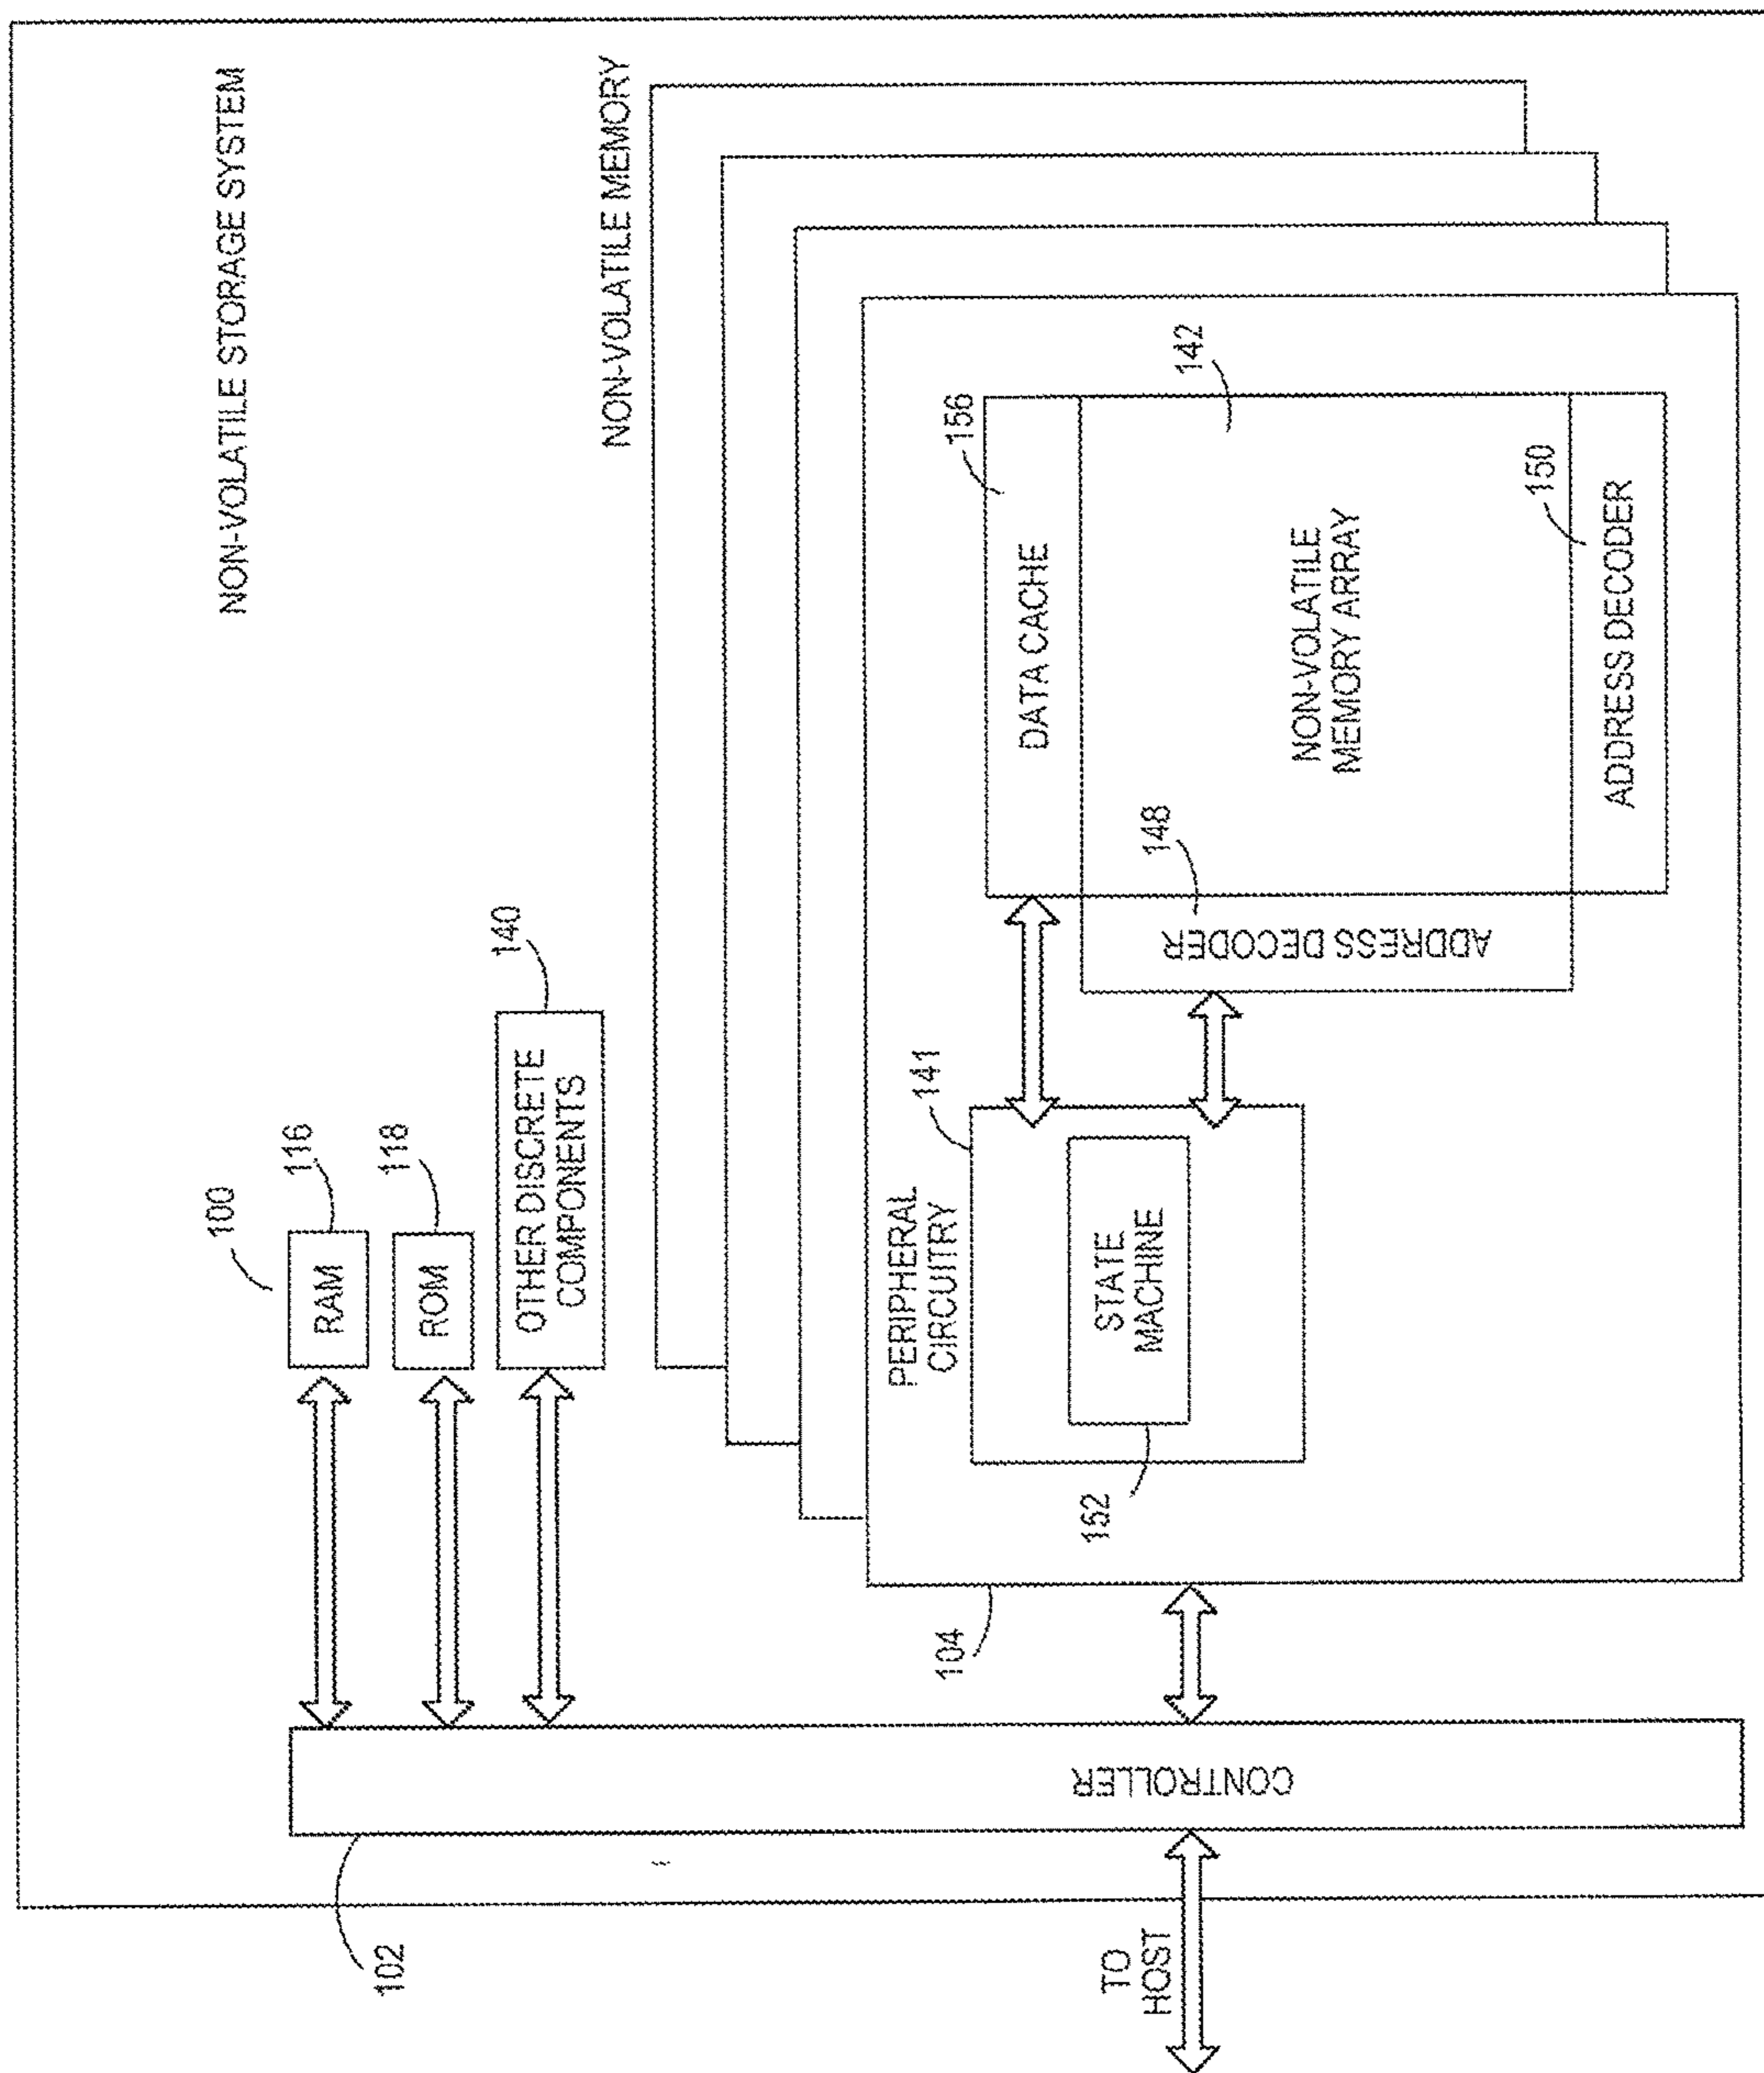 NON-VOLATILE STORAGE SYSTEM
100
116
RAM
118
ROM
140
OTHER DISCRETE
COMPONENTS
NON-VOLATILE MEMORY
102
CONTROLLER
TO
HOST
104
PERIPHERAL
CIRCUITRY
141
STATE
MACHINE
152
DATA CACHE
156
148
ADDRESS DECODER
NON-VOLATILE
MEMORY ARRAY
142
150
ADDRESS DECODER